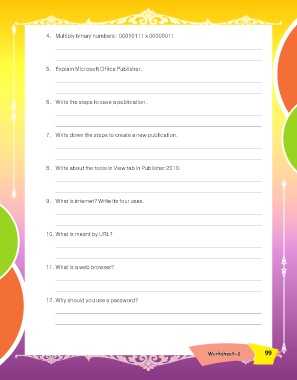 4. Multiply binary numbers : 00010111 x 00000011
5. Explain Microsoft Office Publisher.
6. Write the steps to save a publication.
7. Write down the steps to create a new publication.
8. Write about the tools in View tab in Publisher 2010.
9. What is internet? Write its four uses.
10. What is meant by URL?
11. What is a web browser?
12. Why should you use a password?
Worksheet-2 99